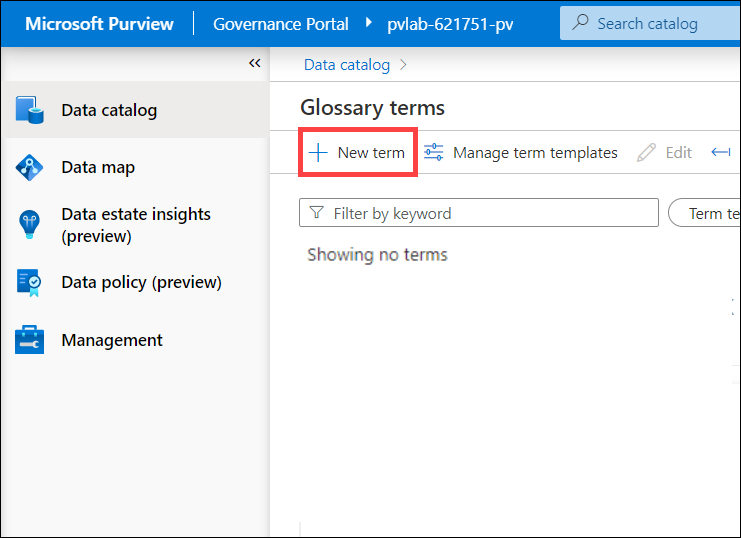 Microsoft Purview Governance Portal pvlab-621751-pv Search catalog
Data catalog
Glossary terms
New term Manage term templates Edit
Filter by keyword Term te
Showing no terms
Data catalog
Data map
Data estate insights
(preview)
Data policy (preview)
Management